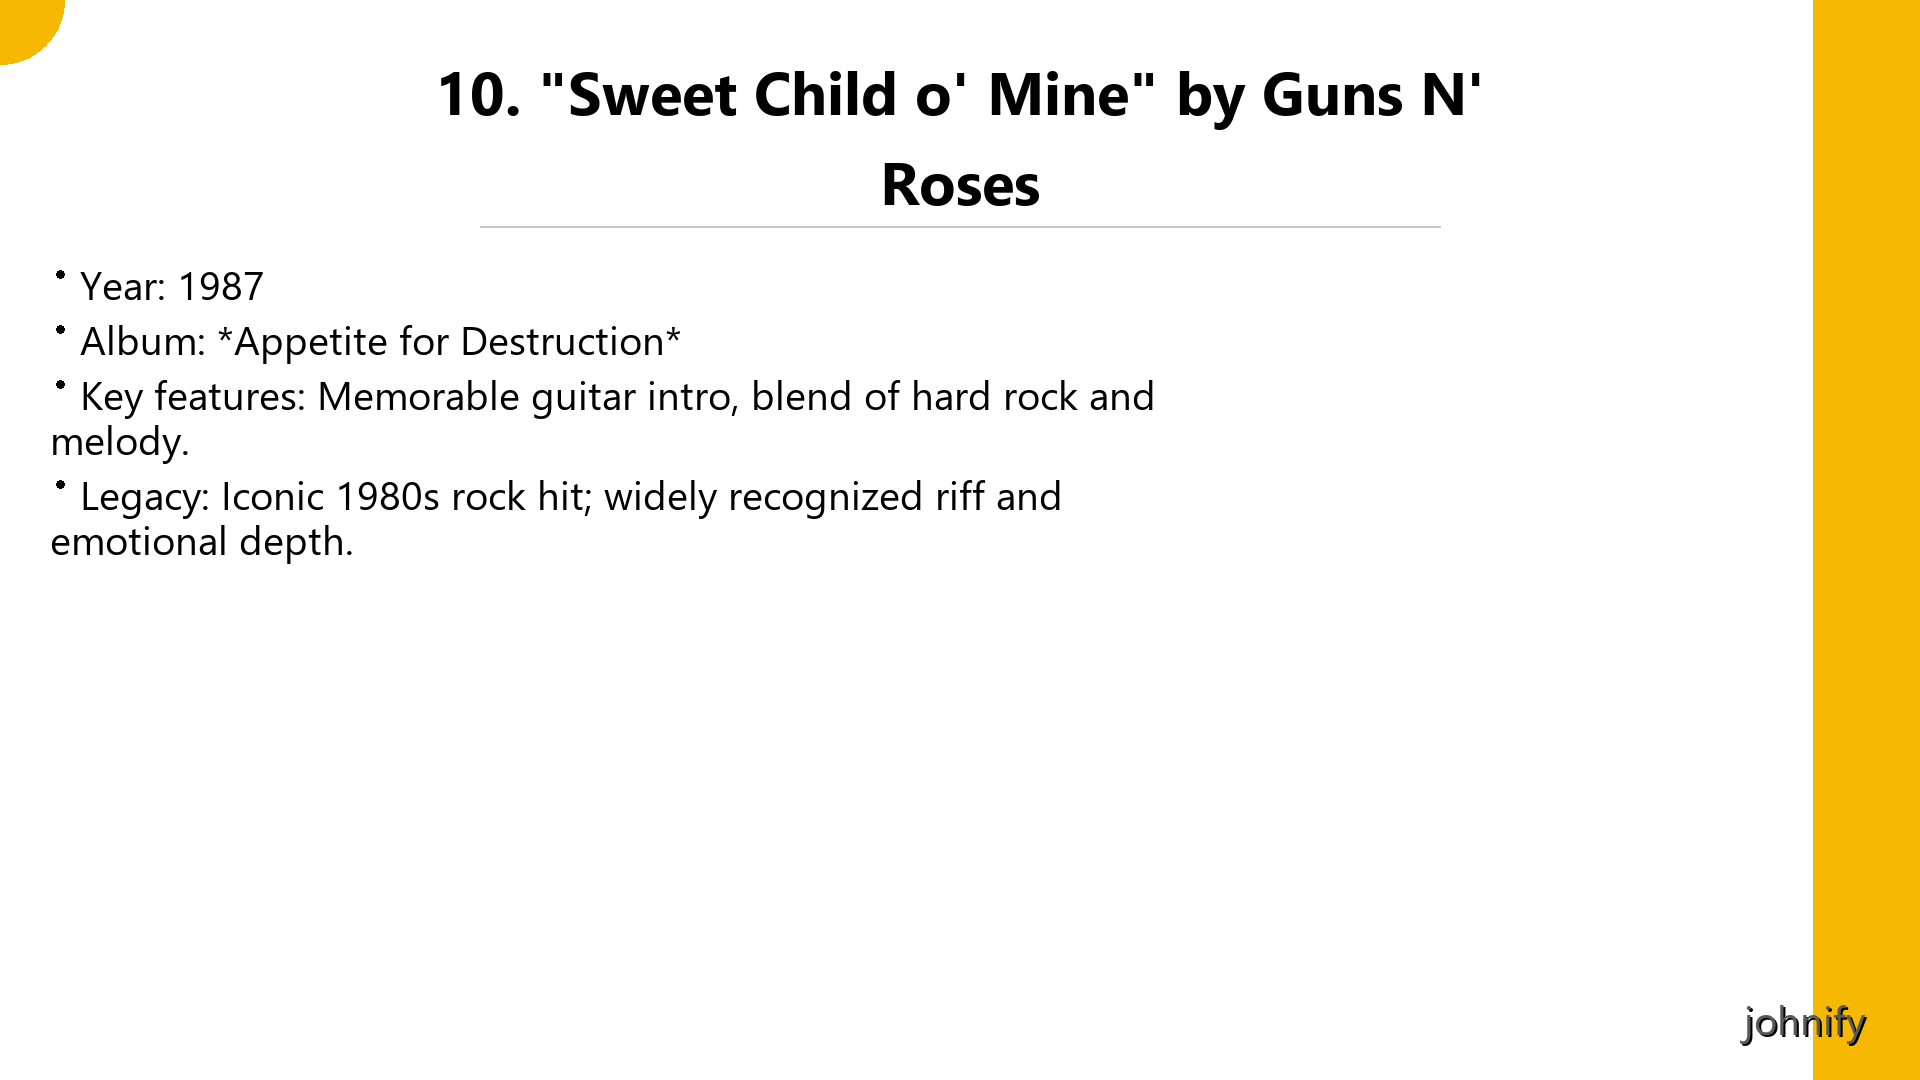 10. "Sweet Child o' Mine" by Guns N'
Roses
• Year: 1987
• Album: *Appetite for Destruction*
• Key features: Memorable guitar intro, blend of hard rock and
melody.
• Legacy: Iconic 1980s rock hit; widely recognized riff and
emotional depth.
johnify